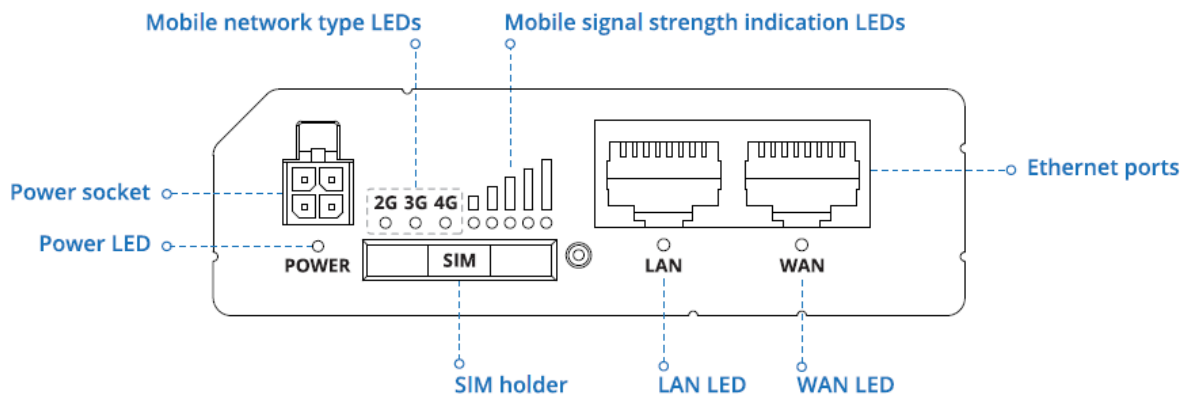 Mobile network type LEDs
Mobile signal strength indication LEDs
Ethernet ports
Power socket
2G 3G 4G
Power LED
POWER
SIM
LAN
WAN
SIM holder
LAN LED
WAN LED